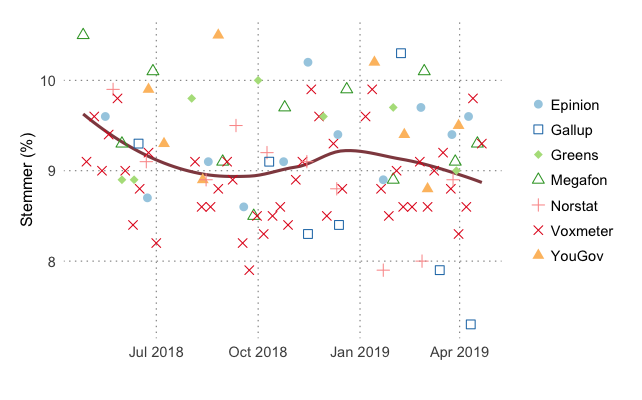 Stemmer (%)
10
9
8
Jul 2018
Oct 2018
Jan 2019
Apr 2019
Epinion
Gallup
Greens
Megafon
Norstat
Voxmeter
YouGov